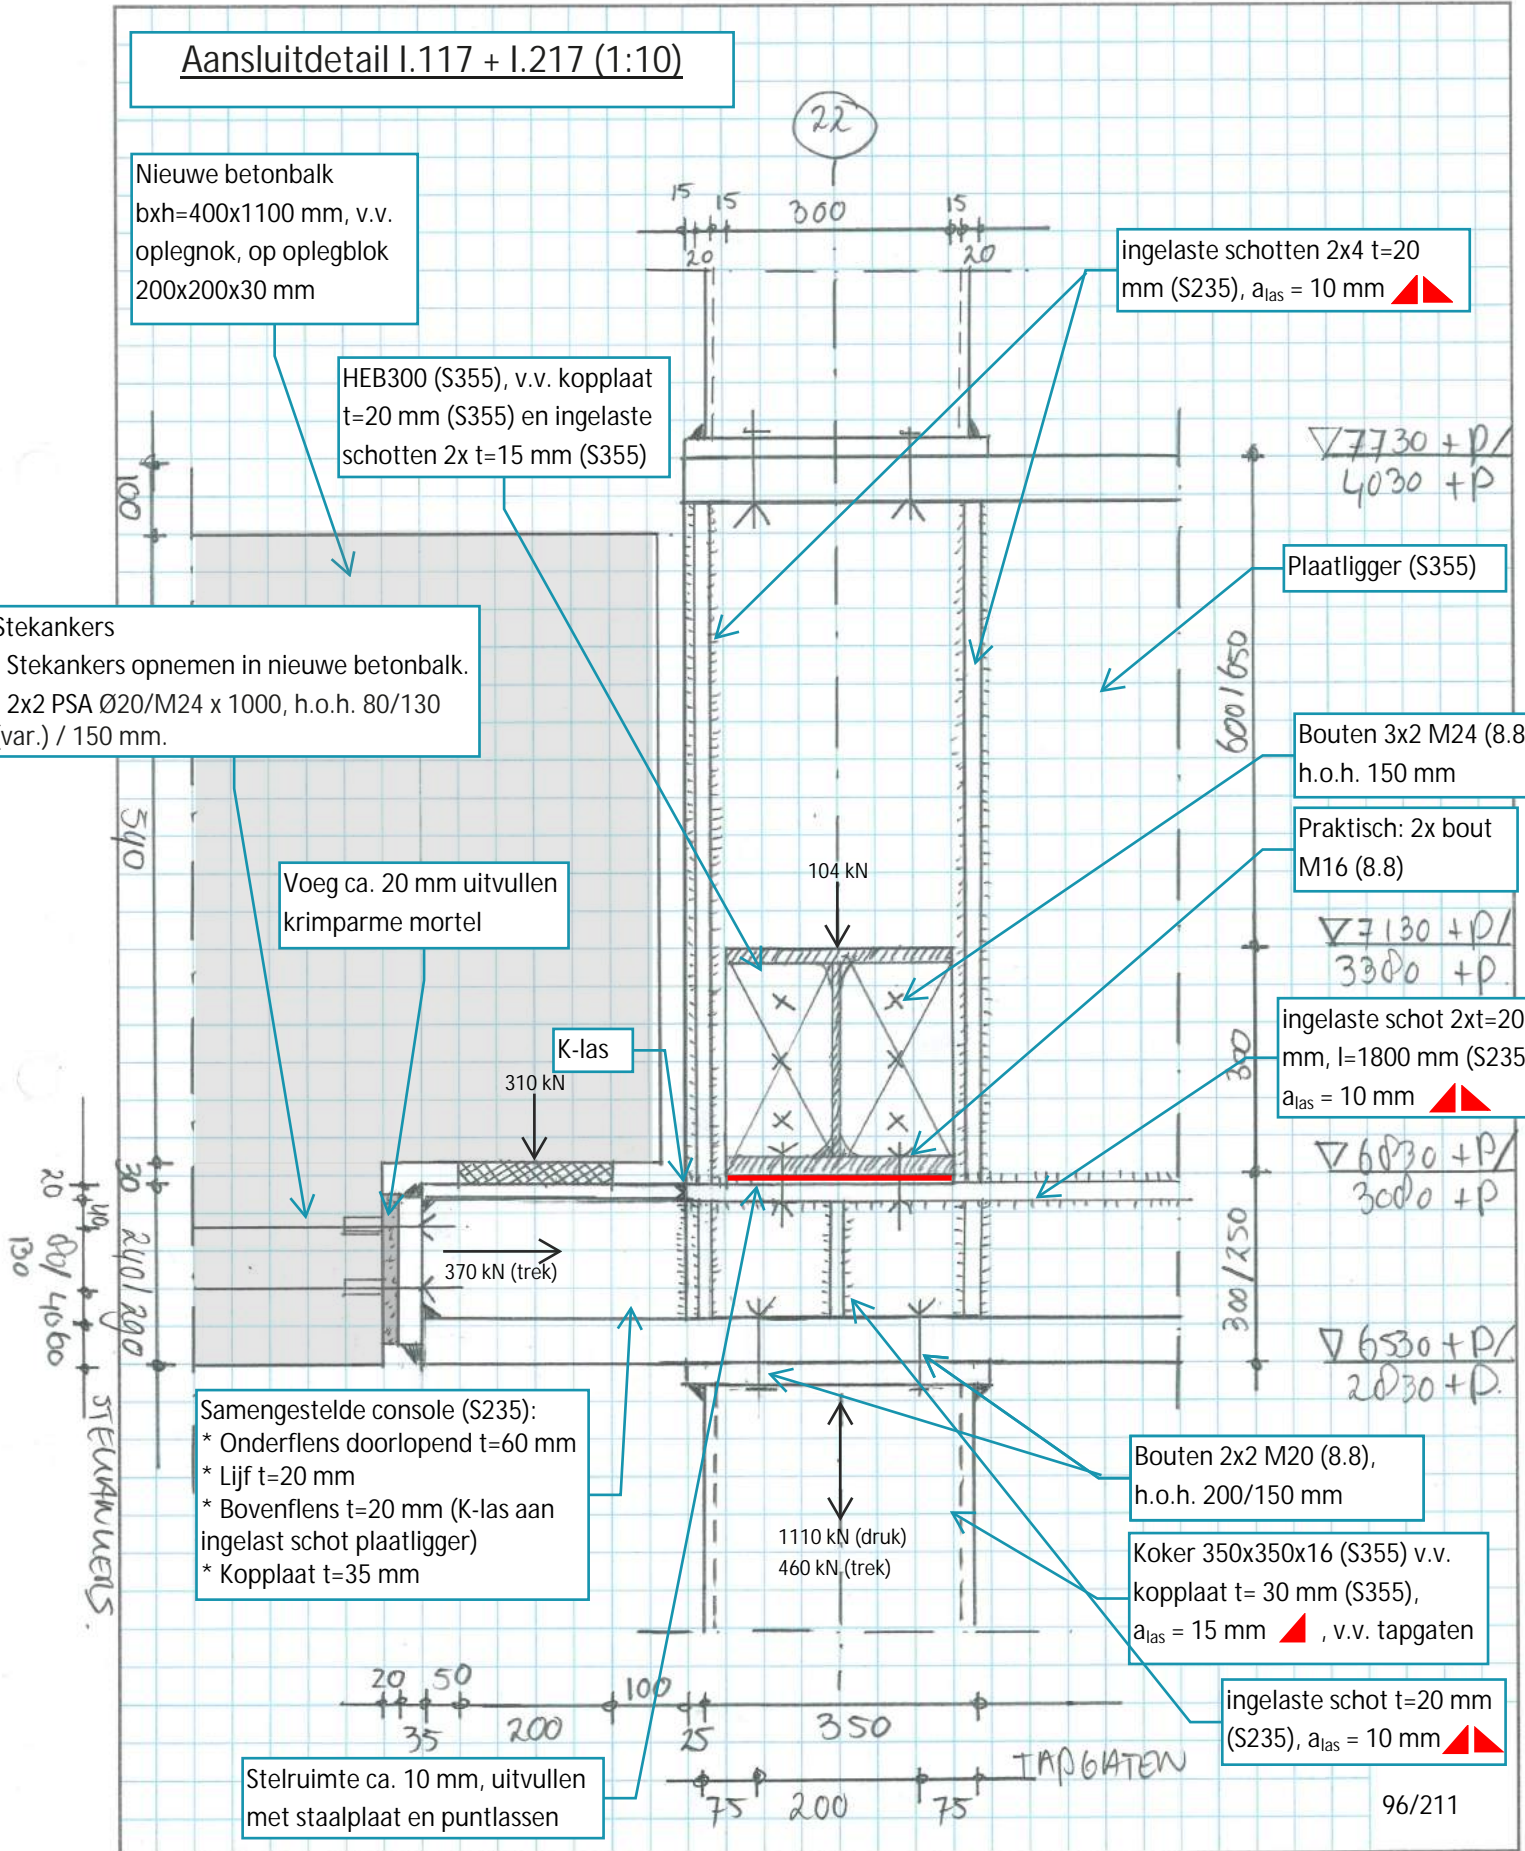 Aansluitdetail I.117 + I.217 (1:10)
22
Nieuwe betonbalk
bxh=400x1100 mm, v.v.
oplegnok, op oplegblok
200x200x30 mm
15
15
300
15
20
20
ingelaste schotten 2x4 t=20
mm (S235), alas = 10 mm
HEB300 (S355), v.v. kopplaat
t=20 mm (S355) en ingelaste
schotten 2x t=15 mm (S355)
7730 +P/
4030 +P
100
Plaatligger (S355)
Stekankers
Stekankers opnemen in nieuwe betonbalk.
2x2 PSA Ø20/M24 x 1000, h.o.h. 80/130
(var.) / 150 mm.
600/650
Bouten 3x2 M24 (8.8
h.o.h. 150 mm
Praktisch: 2x bout
M16 (8.8)
540
Voeg ca. 20 mm uitvullen
krimparme mortel
104 kN
7130 +P/
3380 +P.
K-las
310 kN
300
ingelaste schot 2xt=20
mm, l=1800 mm (S235
alas = 10 mm
6830 +P/
3080 +P
30
20
40
80/
130
40
60
240/290
370 kN (trek)
300/250
6530 +P/
2830 +P.
STEKANKERS.
Samengestelde console (S235):
* Onderflens doorlopend t=60 mm
* Lijf t=20 mm
* Bovenflens t=20 mm (K-las aan
ingelast schot plaatligger)
* Kopplaat t=35 mm
Bouten 2x2 M20 (8.8),
h.o.h. 200/150 mm
1110 kN (druk)
460 kN (trek)
Koker 350x350x16 (S355) v.v.
kopplaat t= 30 mm (S355),
alas = 15 mm , v.v. tapgaten
20
50
100
35
200
25
350
ingelaste schot t=20 mm
(S235), alas = 10 mm
Stelruimte ca. 10 mm, uitvullen
met staalplaat en puntlassen
75
200
75
TAPGATEN
96/211